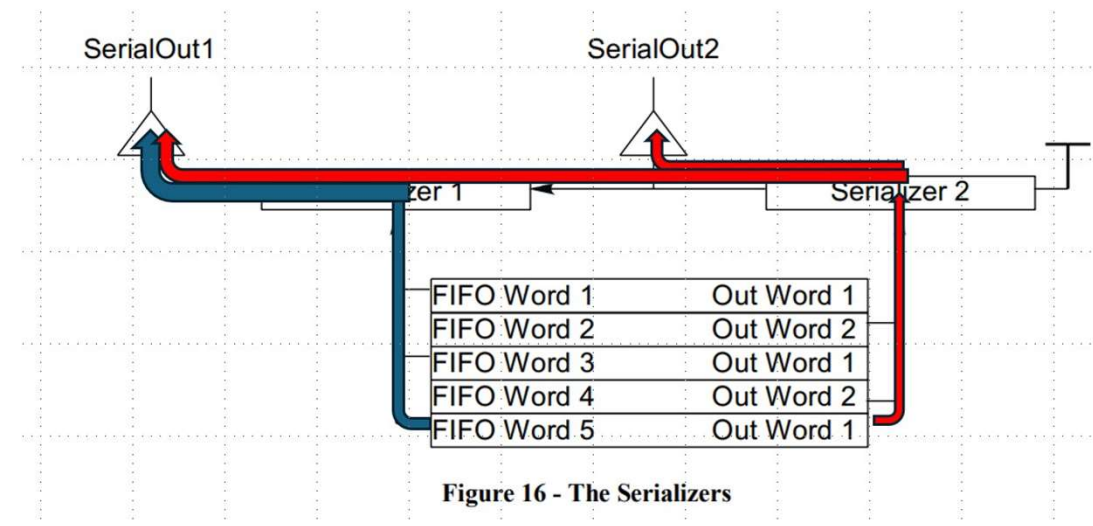 SerialOut1 SerialOut2
zer 1 Serializer 2
FIFO Word 1 Out Word 1
FIFO Word 2 Out Word 2
FIFO Word 3 Out Word 1
FIFO Word 4 Out Word 2
FIFO Word 5 Out Word 1
Figure 16 - The Serializers